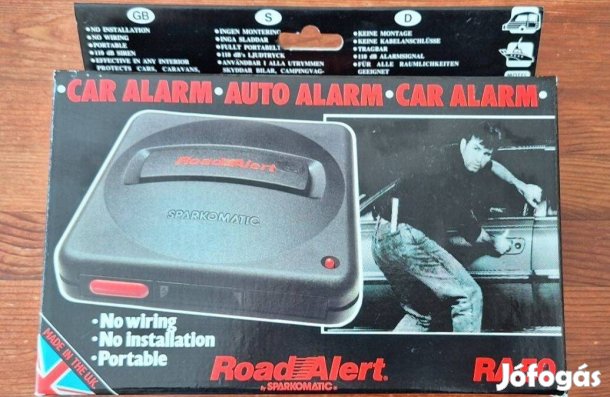 GB
•NO INSTALLATION
•NO WIRING
•PORTABLE
•110 dB SIREN
•EFFECTIVE IN ANY INTERIOR
PROTECTS CARS, CARAVANS,
S
•INGEN MONTERING
•INGA SLADDAR
•FULLT PORTABELT
•110 dB's LJUDTRYCK
•ANVÄNDBAR I ALLA UTRYMMEN
SKYDDAR BILAR, CAMPINGVAG-
D
•KEINE MONTAGE
•KEINE KABELANSCHLÜSSE
•TRAGBAR
•110 dB ALARMSIGNAL
•FÜR ALLE RAUMLICHKEITEN
GEEIGNET
•CAR ALARM•AUTO ALARM•CAR ALARM•
RoadAlert
SPARKOMATIC
•No wiring
•No installation
•Portable
MADE IN THE U.K.
RoadAlert®
by SPARKOMATIC®
Jófogás